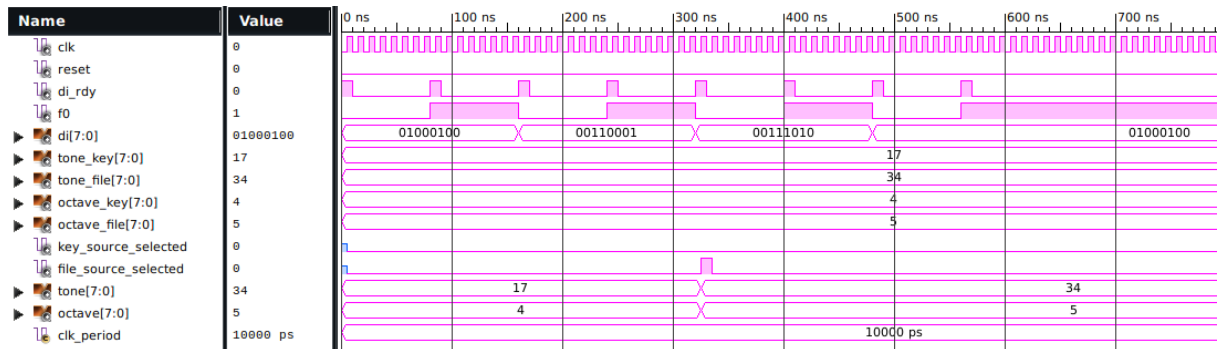 Name Value 0 ns 100 ns 200 ns 300 ns 400 ns 500 ns 600 ns 700 ns
clk 0
reset 0
di_rdy 0
f0 1
di[7:0] 01000100 01000100 00110001 00111010 01000100
tone_key[7:0] 17 17
tone_file[7:0] 34 34
octave_key[7:0] 4 4
octave_file[7:0] 5 5
key_source_selected 0
file_source_selected 0
tone[7:0] 34 17 34
octave[7:0] 5 4 5
clk_period 10000 ps 10000 ps